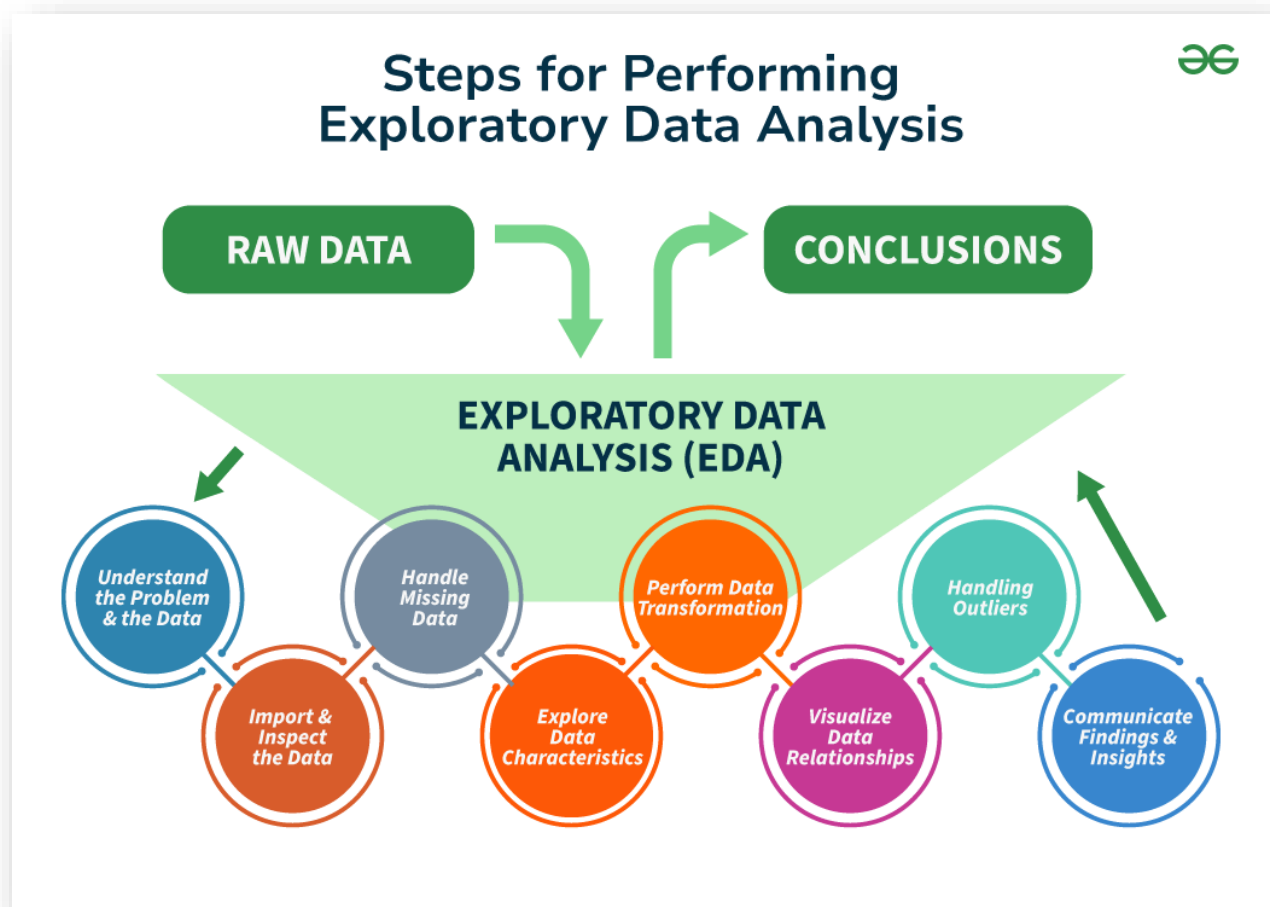 Steps for Performing
Exploratory Data Analysis
RAW DATA
CONCLUSIONS
EXPLORATORY DATA
ANALYSIS (EDA)
Understand
the Problem
& the Data
Import &
Inspect
the Data
Handle
Missing
Data
Explore
Data
Characteristics
Perform Data
Transformation
Visualize
Data
Relationships
Handling
Outliers
Communicate
Findings &
Insights